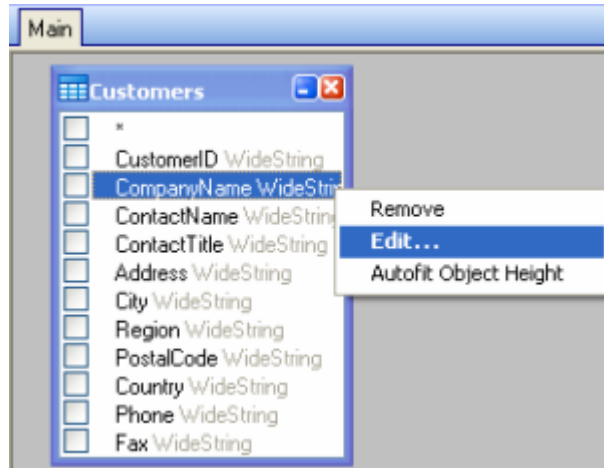 Main
Customers
*
CustomerID WideString
CompanyName WideStrin
ContactName WideString
ContactTitle WideString
Address WideString
City WideString
Region WideString
PostalCode WideString
Country WideString
Phone WideString
Fax WideString
Remove
Edit...
Autofit Object Height